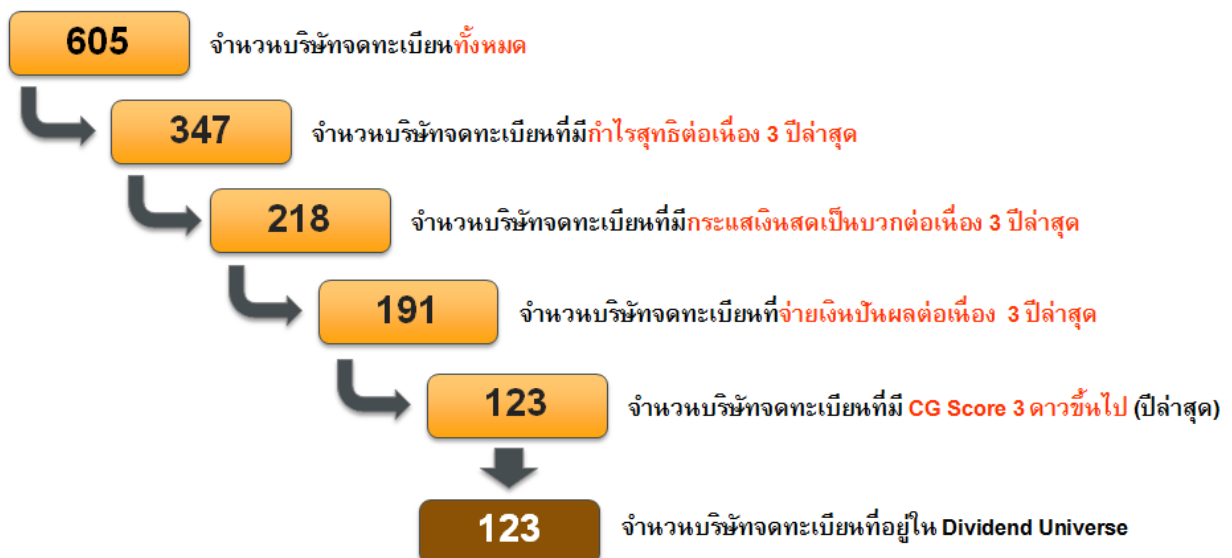 605 จำนวนบริษัทจดทะเบียนทั้งหมด
347 จำนวนบริษัทจดทะเบียนที่มีกำไรสุทธิต่อเนื่อง 3 ปีล่าสุด
218 จำนวนบริษัทจดทะเบียนที่มีกระแสเงินสดเป็นบวกต่อเนื่อง 3 ปีล่าสุด
191 จำนวนบริษัทจดทะเบียนที่จ่ายเงินปันผลต่อเนื่อง 3 ปีล่าสุด
123 จำนวนบริษัทจดทะเบียนที่มี CG Score 3 ดาวขึ้นไป (ปีล่าสุด)
123 จำนวนบริษัทจดทะเบียนที่อยู่ใน Dividend Universe